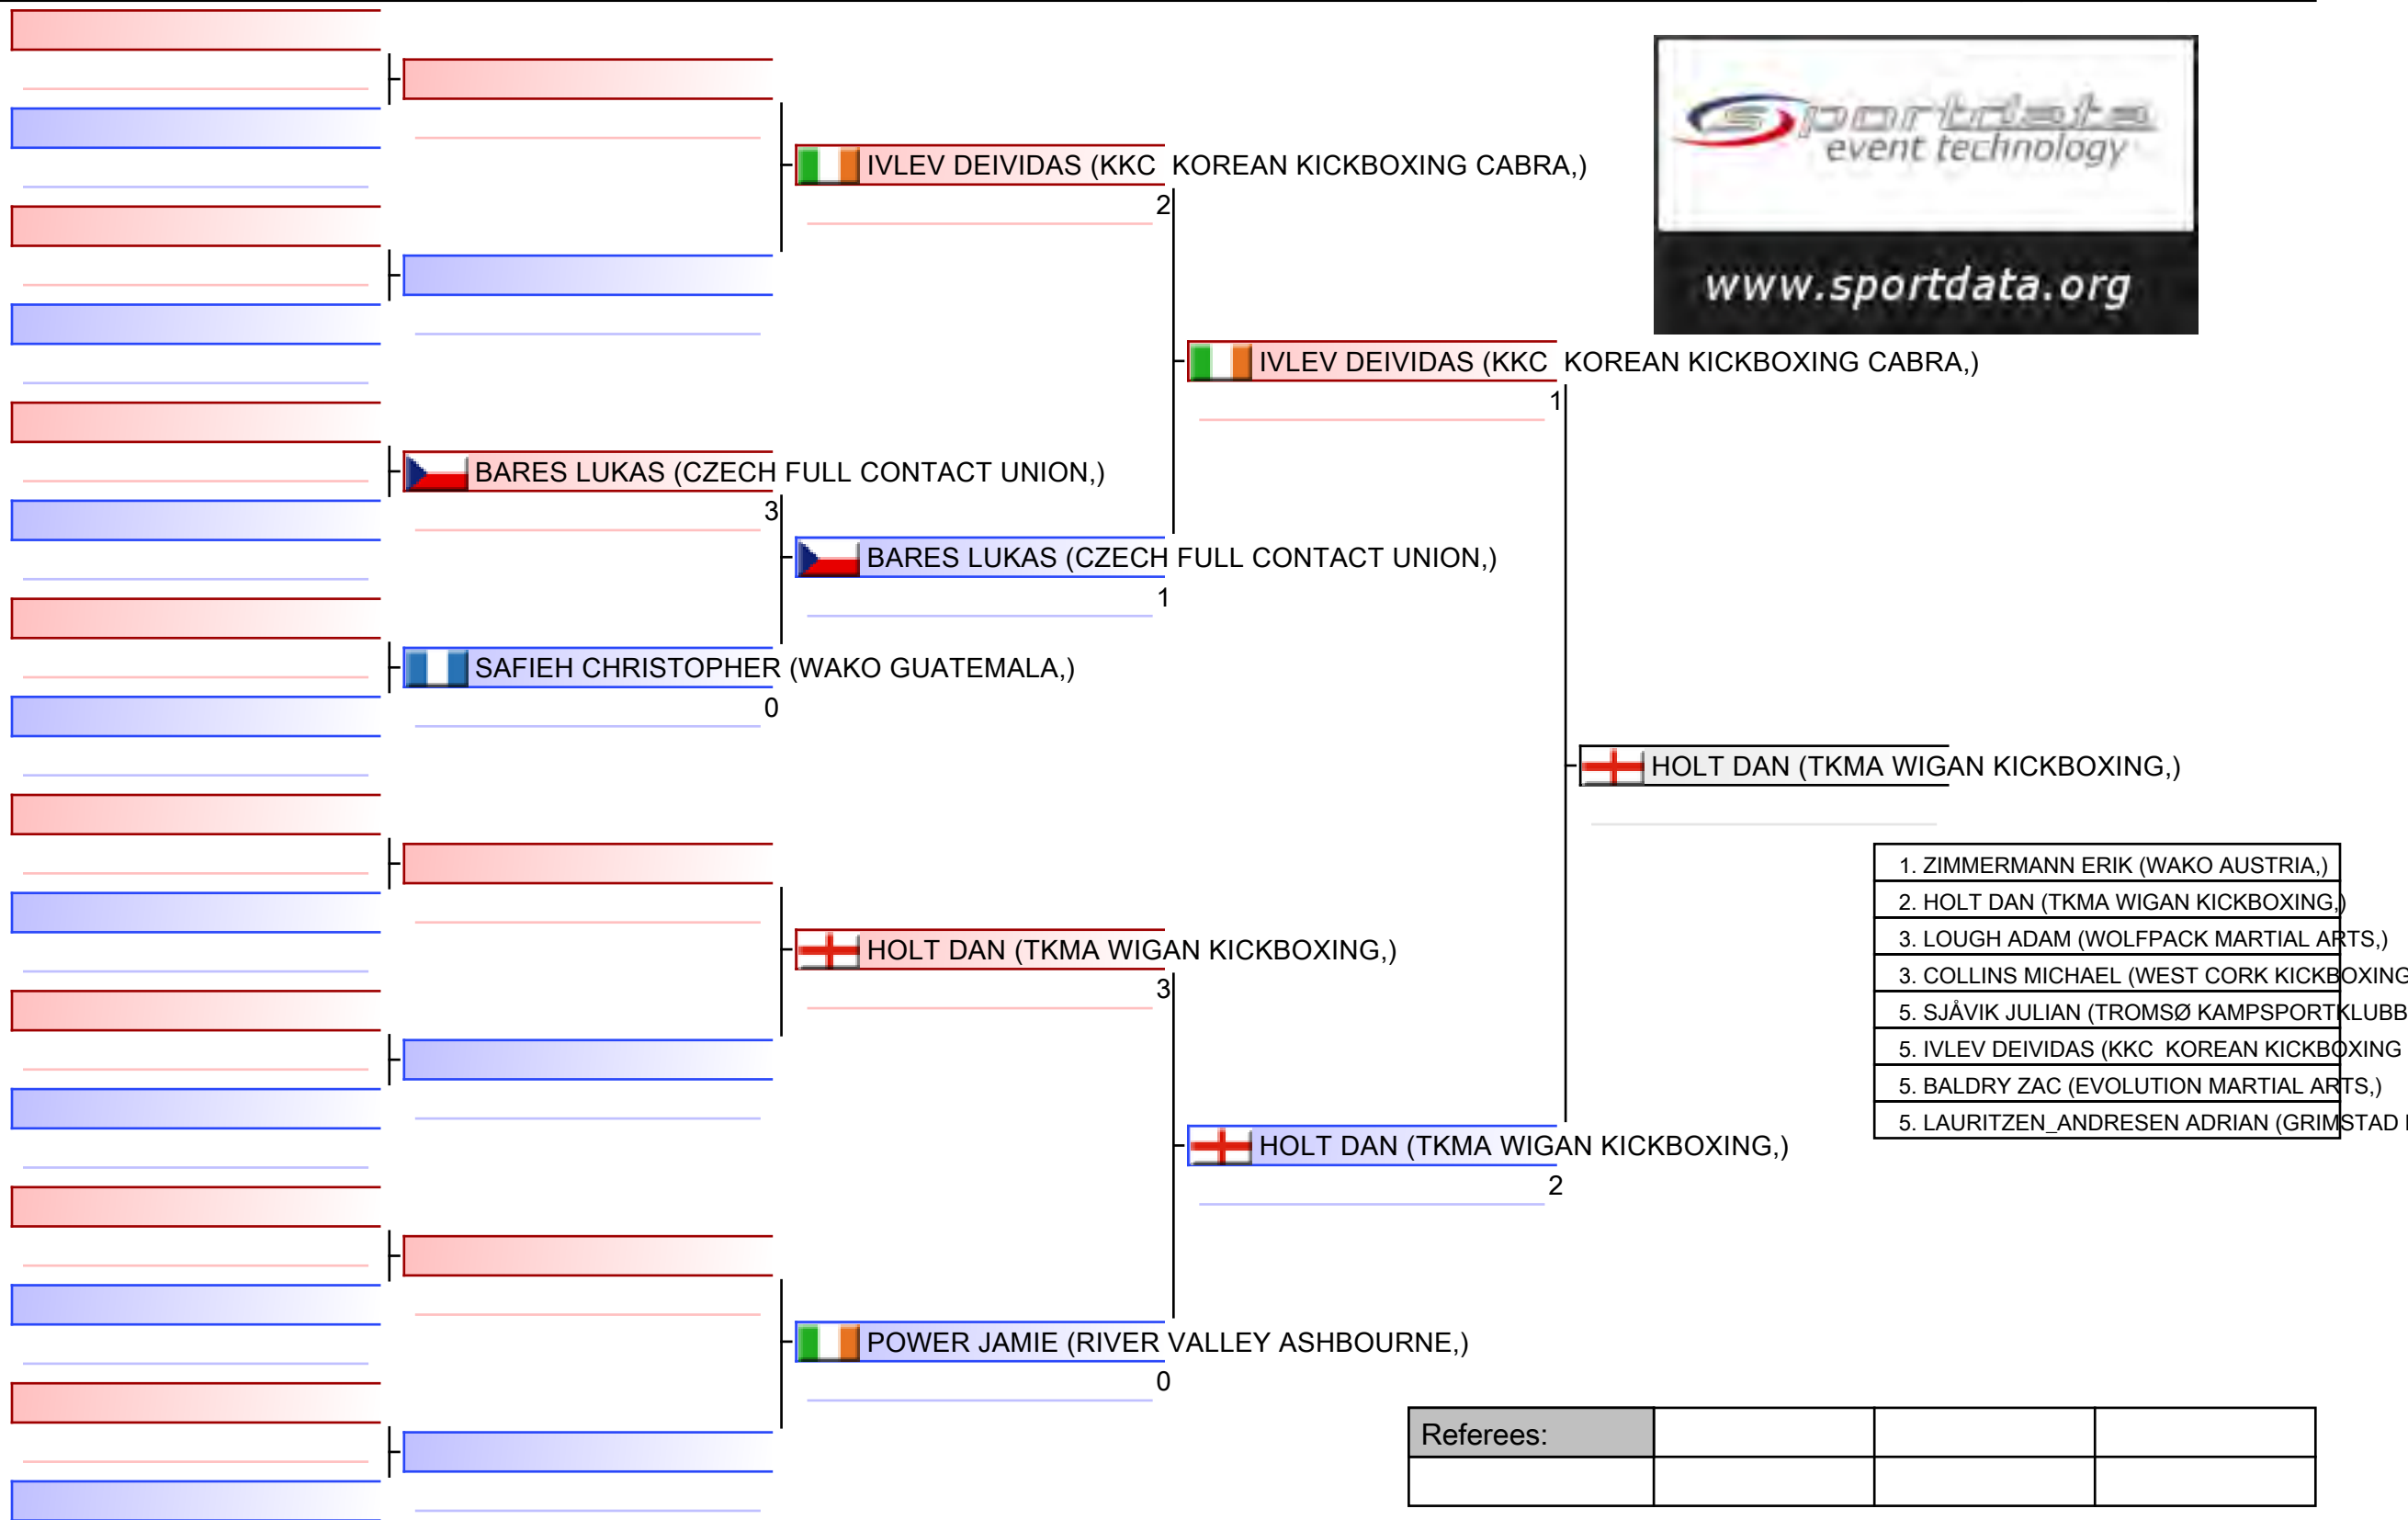 sportdata
event technology
www.sportdata.org
IVLEV DEIVIDAS (KKC  KOREAN KICKBOXING CABRA,)
2
IVLEV DEIVIDAS (KKC  KOREAN KICKBOXING CABRA,)
1
BARES LUKAS (CZECH FULL CONTACT UNION,)
3
BARES LUKAS (CZECH FULL CONTACT UNION,)
1
SAFIEH CHRISTOPHER (WAKO GUATEMALA,)
0
HOLT DAN (TKMA WIGAN KICKBOXING,)
HOLT DAN (TKMA WIGAN KICKBOXING,)
3
HOLT DAN (TKMA WIGAN KICKBOXING,)
2
POWER JAMIE (RIVER VALLEY ASHBOURNE,)
0
1. ZIMMERMANN ERIK (WAKO AUSTRIA,)
2. HOLT DAN (TKMA WIGAN KICKBOXING,)
3. LOUGH ADAM (WOLFPACK MARTIAL ARTS,)
3. COLLINS MICHAEL (WEST CORK KICKBOXING
5. SJÅVIK JULIAN (TROMSØ KAMPSPORTKLUBB
5. IVLEV DEIVIDAS (KKC  KOREAN KICKBOXING
5. BALDRY ZAC (EVOLUTION MARTIAL ARTS,)
5. LAURITZEN_ANDRESEN ADRIAN (GRIMSTAD
Referees: